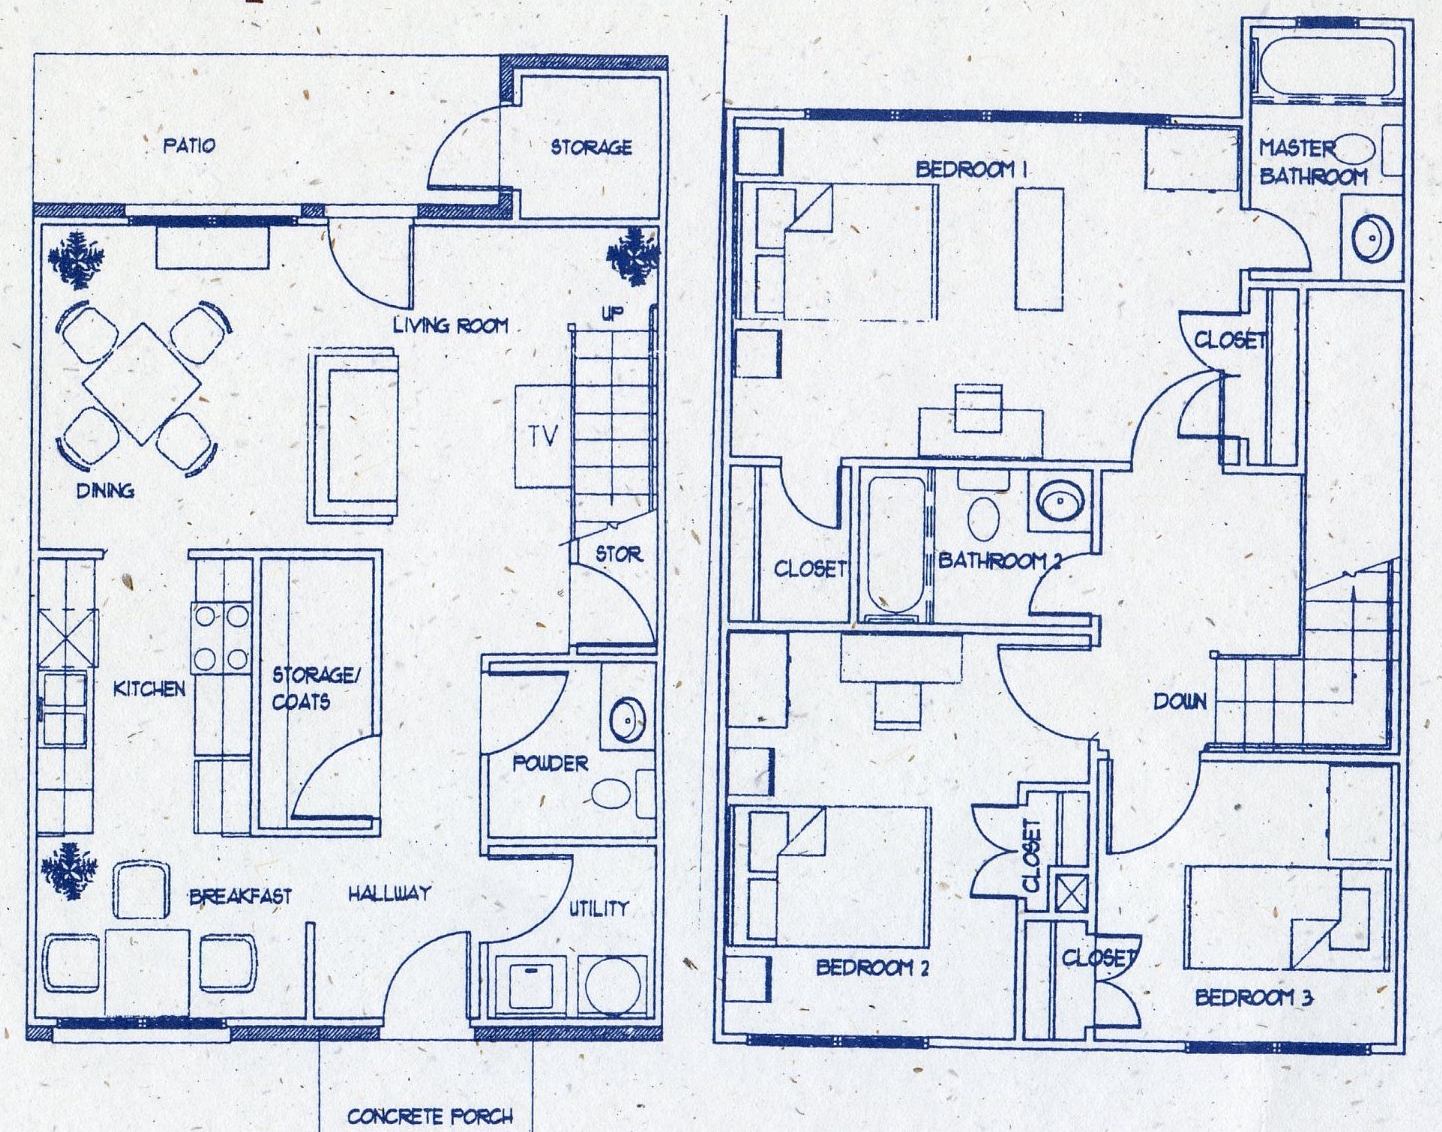 PATIO
STORAGE
LIVING ROOM
UP
TV
DINING
STOR
KITCHEN
STORAGE/
COATS
POWDER
BREAKFAST
HALLWAY
UTILITY
CONCRETE PORCH
BEDROOM 1
MASTER
BATHROOM
CLOSET
CLOSET
BATHROOM 2
DOWN
CLOSET
BEDROOM 2
CLOSET
BEDROOM 3